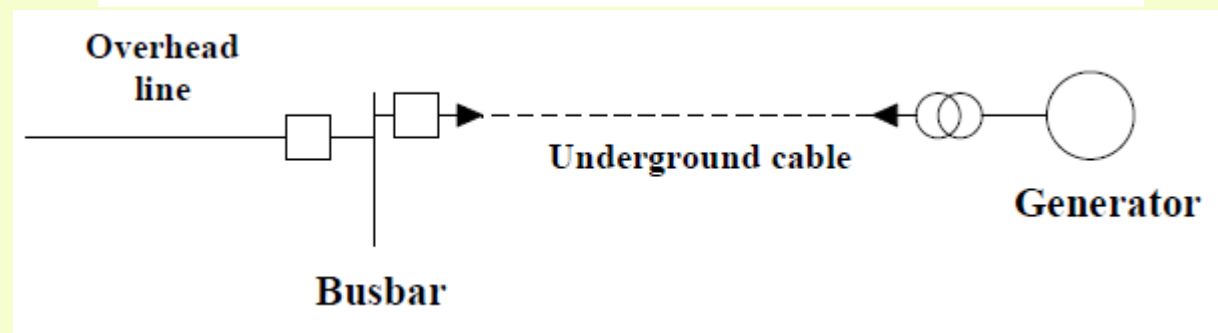 Overhead
line
Underground cable
Generator
Busbar